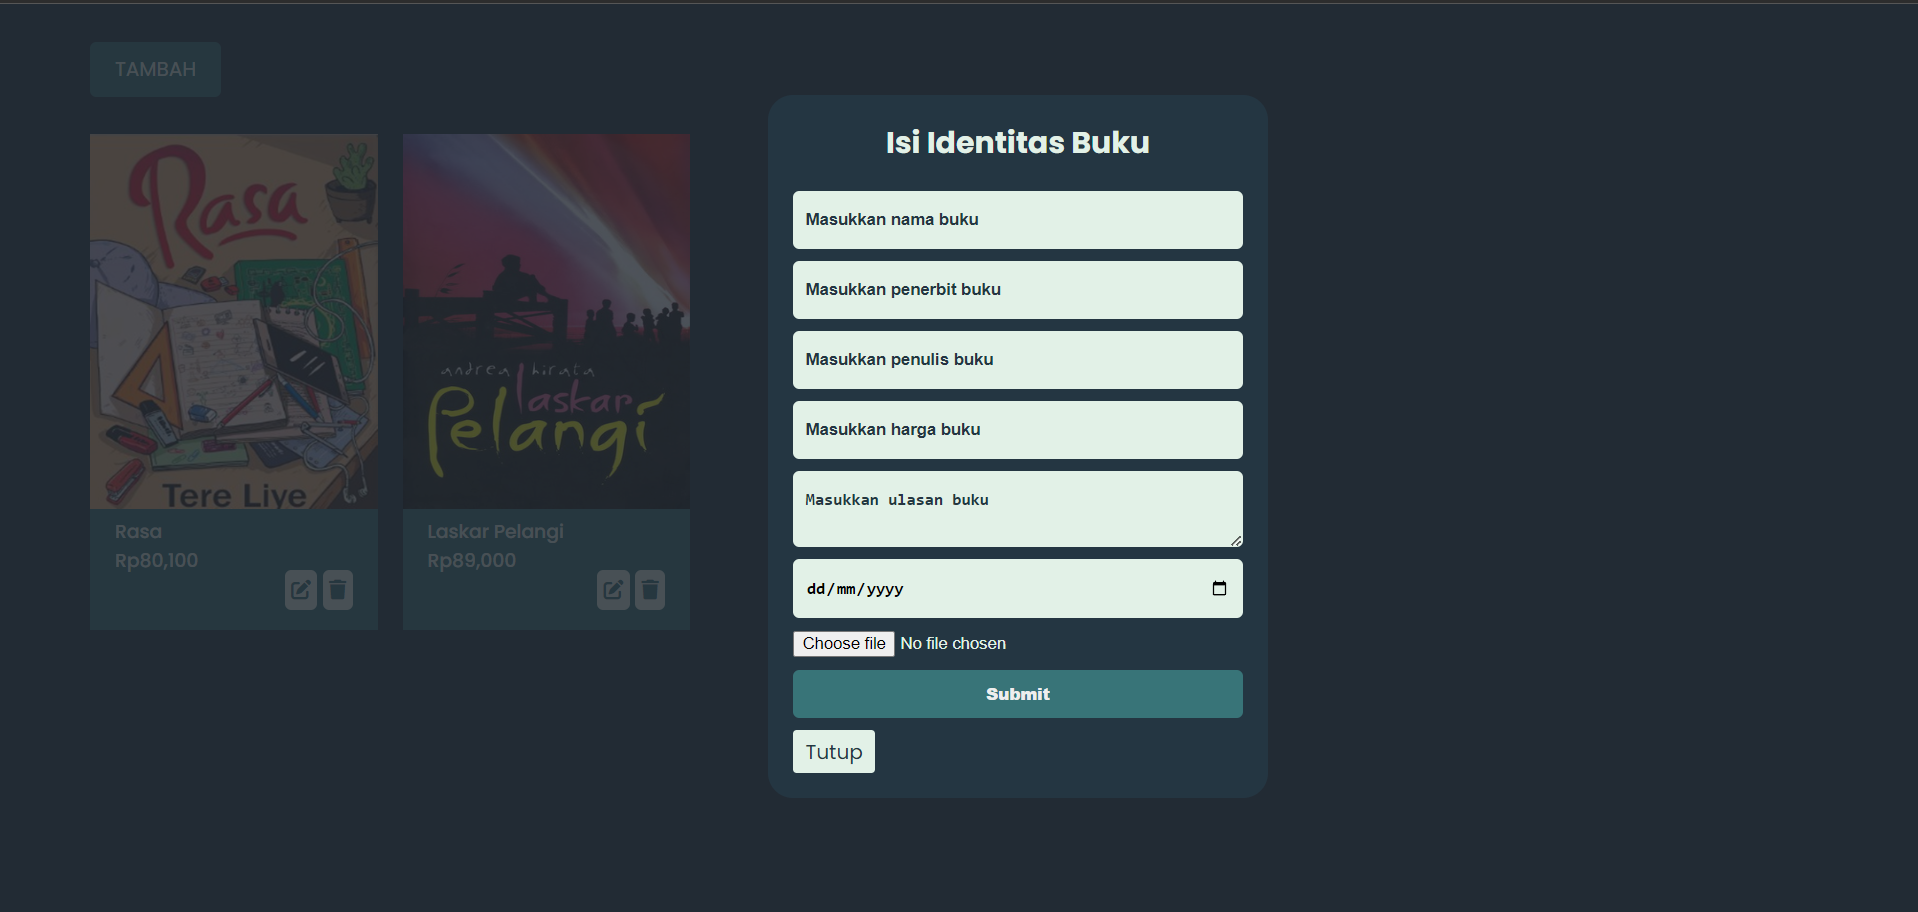 TAMBAH
Rasa
Tere Liye
Rasa
Rp80,100
andrea hirata
laskar
Pelangi
Laskar Pelangi
Rp89,000
Isi Identitas Buku
Masukkan nama buku
Masukkan penerbit buku
Masukkan penulis buku
Masukkan harga buku
Masukkan ulasan buku
dd/mm/yyyy
Choose file No file chosen
Submit
Tutup